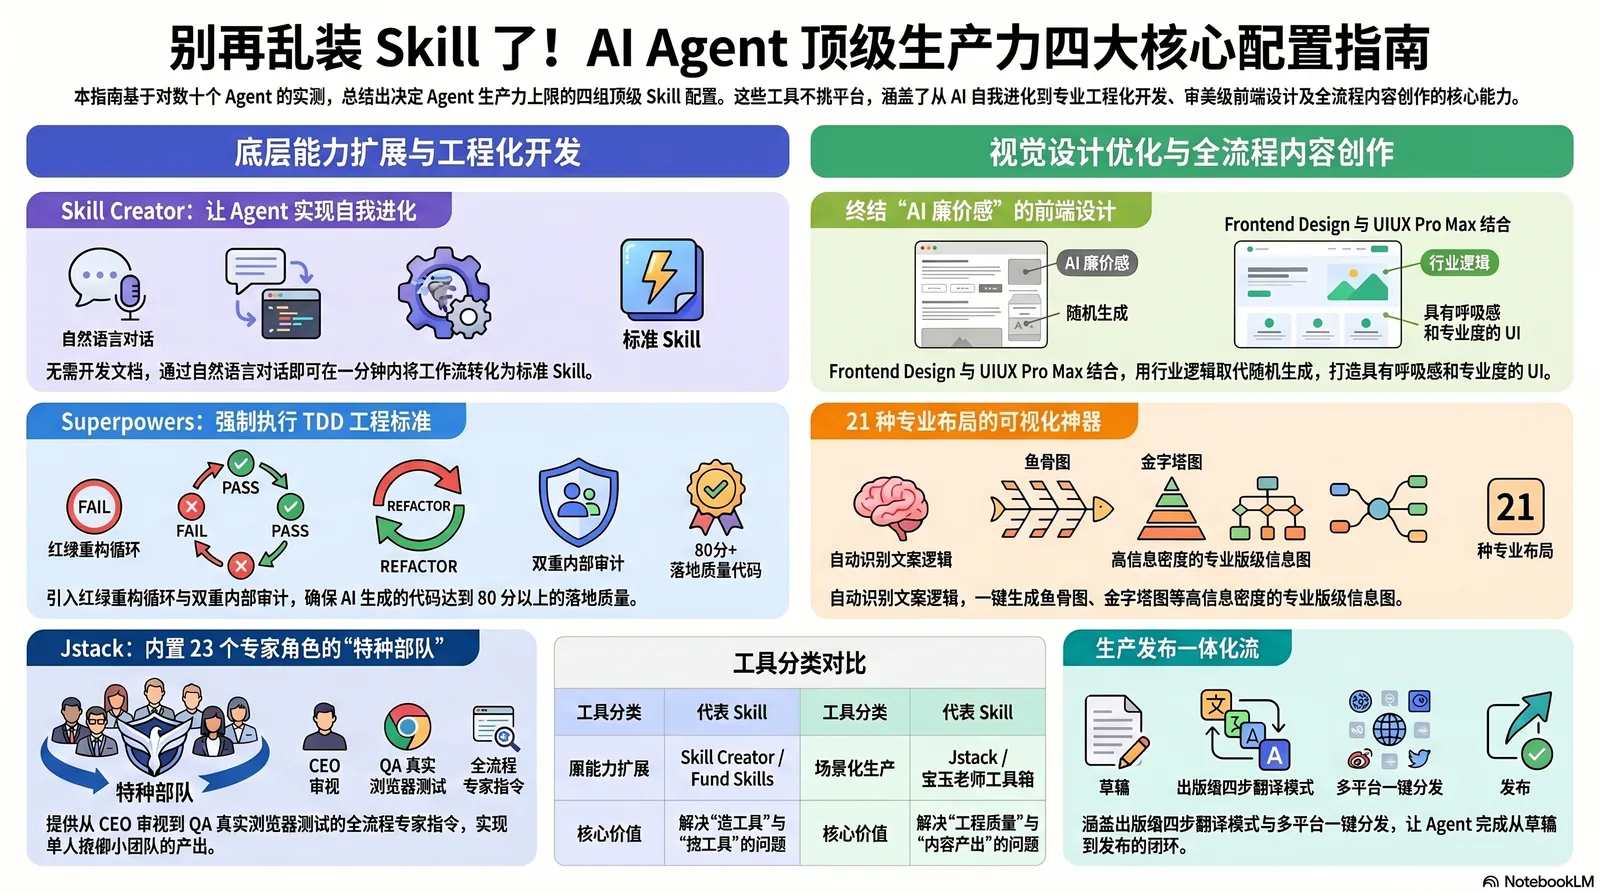 别再乱装 Skill 了！AI Agent 顶级生产力四大核心配置指南
本指南基于对数十个 Agent 的实测，总结出决定 Agent 生产力上限的四组顶级 Skill 配置。这些工具不挑平台，涵盖了从 AI 自我进化到专业工程化开发、审美级前端设计及全流程内容创作的核心能力。
底层能力扩展与工程化开发
Skill Creator：让 Agent 实现自我进化
自然语言对话
标准 Skill
无需开发文档，通过自然语言对话即可在一分钟内将工作流转化为标准 Skill。
Superpowers：强制执行 TDD 工程标准
FAIL
红绿重构循环
PASS
FAIL
PASS
REFACTOR
REFACTOR
双重内部审计
80分+
落地质量代码
引入红绿重构循环与双重内部审计，确保 AI 生成的代码达到 80 分以上的落地质量。
Jstack：内置 23 个专家角色的“特种部队”
特种部队
CEO
审视
QA 真实
浏览器测试
全流程
专家指令
提供从 CEO 审视到 QA 真实浏览器测试的全流程专家指令，实现
单人 小团队的产出。
视觉设计优化与全流程内容创作
终结“AI 廉价感”的前端设计
AI 廉价感
随机生成
Frontend Design 与 UIUX Pro Max 结合
行业逻辑
具有呼吸感
和专业度的 UI
Frontend Design 与 UIUX Pro Max 结合，用行业逻辑取代随机生成，打造具有呼吸感和专业度的 UI。
21 种专业布局的可视化神器
自动识别文案逻辑
鱼骨图
金字塔图
高信息密度的专业版级信息图
21
种专业布局
自动识别文案逻辑，一键生成鱼骨图、金字塔图等高信息密度的专业版级信息图。
工具分类对比
工具分类 代表 Skill 工具分类 代表 Skill
能力扩展
Skill Creator /
Fund Skills
场景化生产
Jstack /
宝玉老师工具箱
核心价值
解决“造工具”与
“ 工具”的问题
核心价值
解决“工程质量”与
“内容产出”的问题
生产发布一体化流
草稿
文
A
A
出版 四步翻译模式
多平台一键分发
发布
涵盖出版 四步翻译模式与多平台一键分发，让 Agent 完成从草稿
到发布的闭环。
NotebookLM